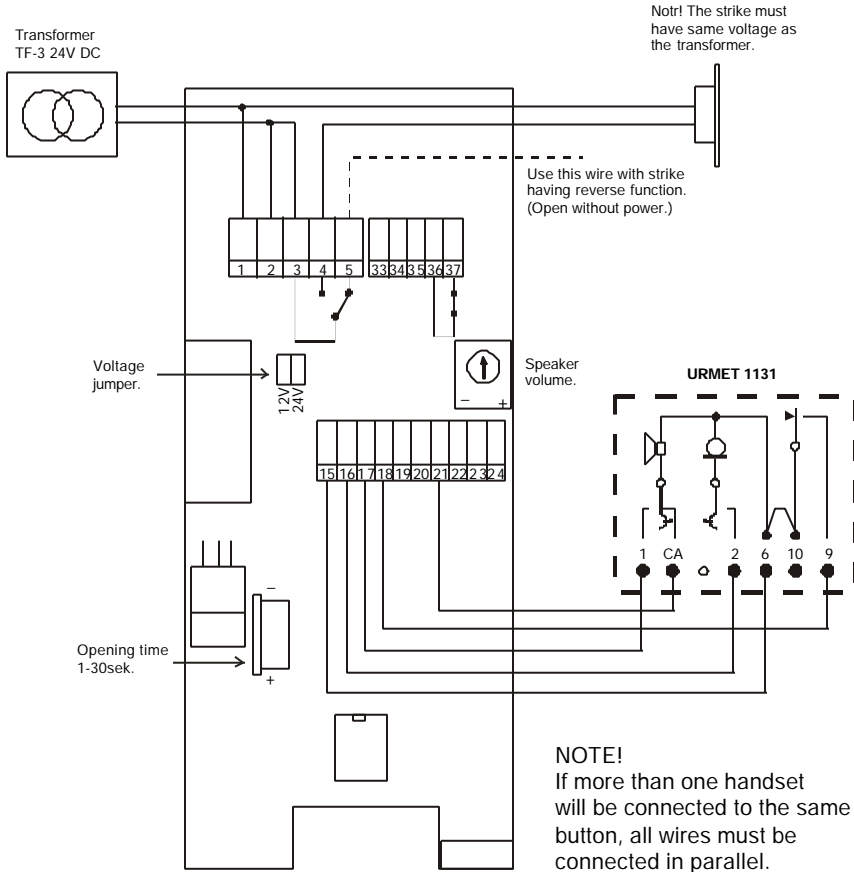 Transformer
TF-3 24V DC
Notr! The strike must
have same voltage as
the transformer.
Use this wire with strike
having reverse function.
(Open without power.)
1 2 3 4 5 33 34 35 36 37
Voltage
jumper.
12V
24V
Speaker
volume.
– +
URMET 1131
15 16 17 18 19 20 21 22 23 24
1 CA 2 6 10 9
Opening time
1-30sek.
–
+
NOTE!
If more than one handset
will be connected to the same
button, all wires must be
connected in parallel.